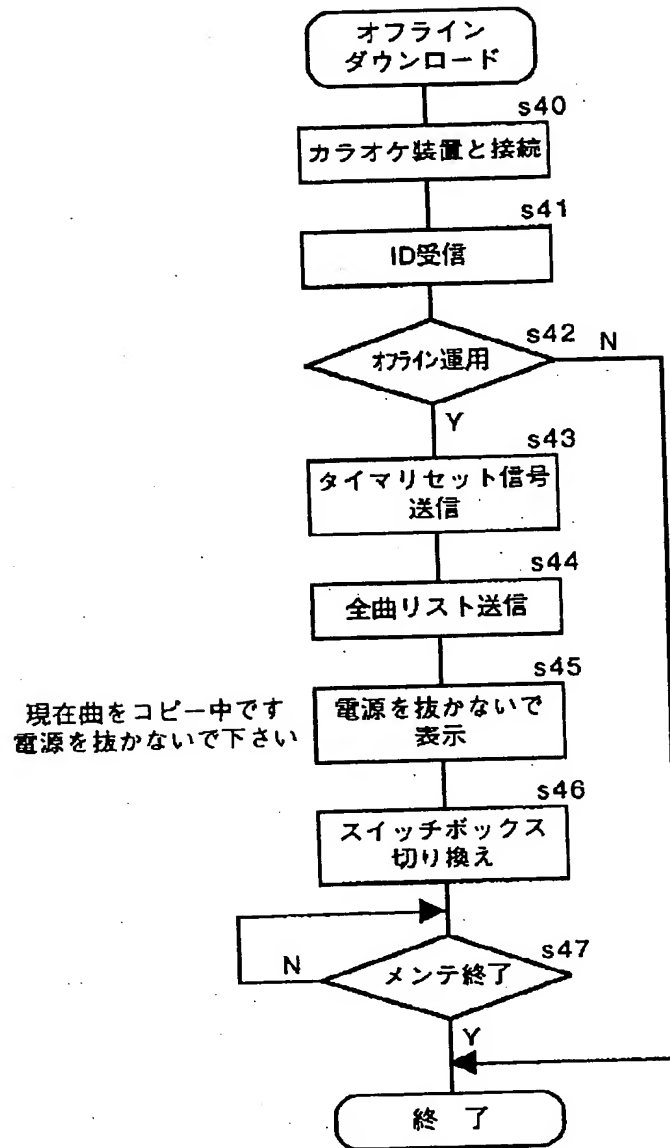 オフライン
ダウンロード
s40
カラオケ装置と接続
s41
ID受信
s42
オフライン運用
N
Y
s43
タイマリセット信号
送信
s44
全曲リスト送信
s45
電源を抜かないで
表示
現在曲をコピー中です
電源を抜かないで下さい
s46
スイッチボックス
切り換え
s47
メンテ終了
N
Y
終了